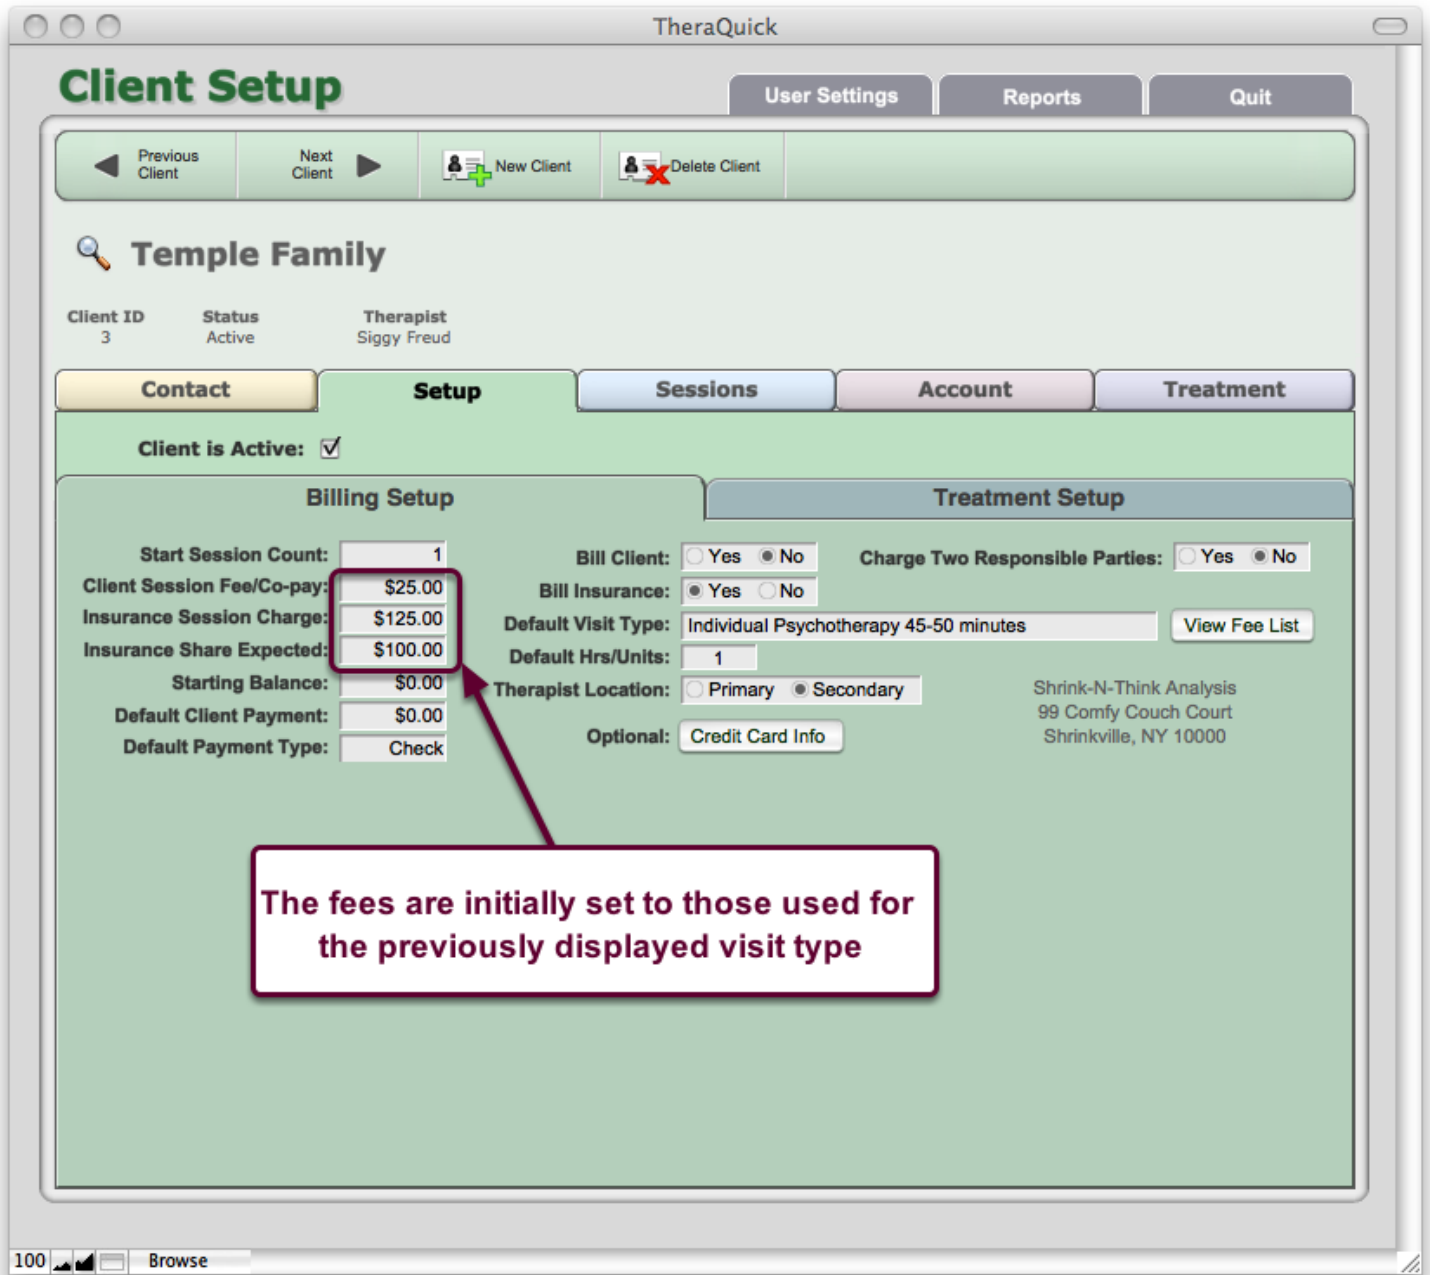 TheraQuick
Client Setup
User Settings
Reports
Quit
Previous
Client
Next
Client
New Client
Delete Client
Temple Family
Client ID
3
Status
Active
Therapist
Siggy Freud
Contact
Setup
Sessions
Account
Treatment
Client is Active:
Billing Setup
Treatment Setup
Start Session Count: 1
Client Session Fee/Co-pay: $25.00
Insurance Session Charge: $125.00
Insurance Share Expected: $100.00
Starting Balance: $0.00
Default Client Payment: $0.00
Default Payment Type: Check
Bill Client: Yes No
Bill Insurance: Yes No
Default Visit Type: Individual Psychotherapy 45-50 minutes
Default Hrs/Units: 1
Therapist Location: Primary Secondary
Optional: Credit Card Info
Charge Two Responsible Parties: Yes No
View Fee List
Shrink-N-Think Analysis
99 Comfy Couch Court
Shrinkville, NY 10000
The fees are initially set to those used for
the previously displayed visit type
100
Browse